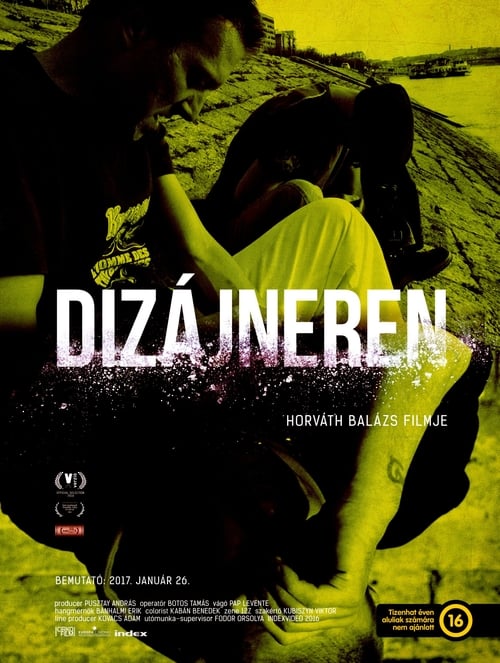 DIZÁJNEREN
HORVÁTH BALÁZS FILMJE
BEMUTATÓ: 2017. JANUÁR 26.
producer PUSZTAY ANDRÁS operatőr BOTOS TAMÁS vágó PAP LEVENTE
hangmérnök BÁNHALMI ERIK colorist KABÁN BENEDEK zene IZZ szakértő KUBISZYN VIKTOR
line producer KOVÁCS ÁDÁM utómunka-supervisor FODOR ORSOLYA INDEXVIDEO 2016
index
Tizenhat éven
aluliak számára
nem ajánlott
16